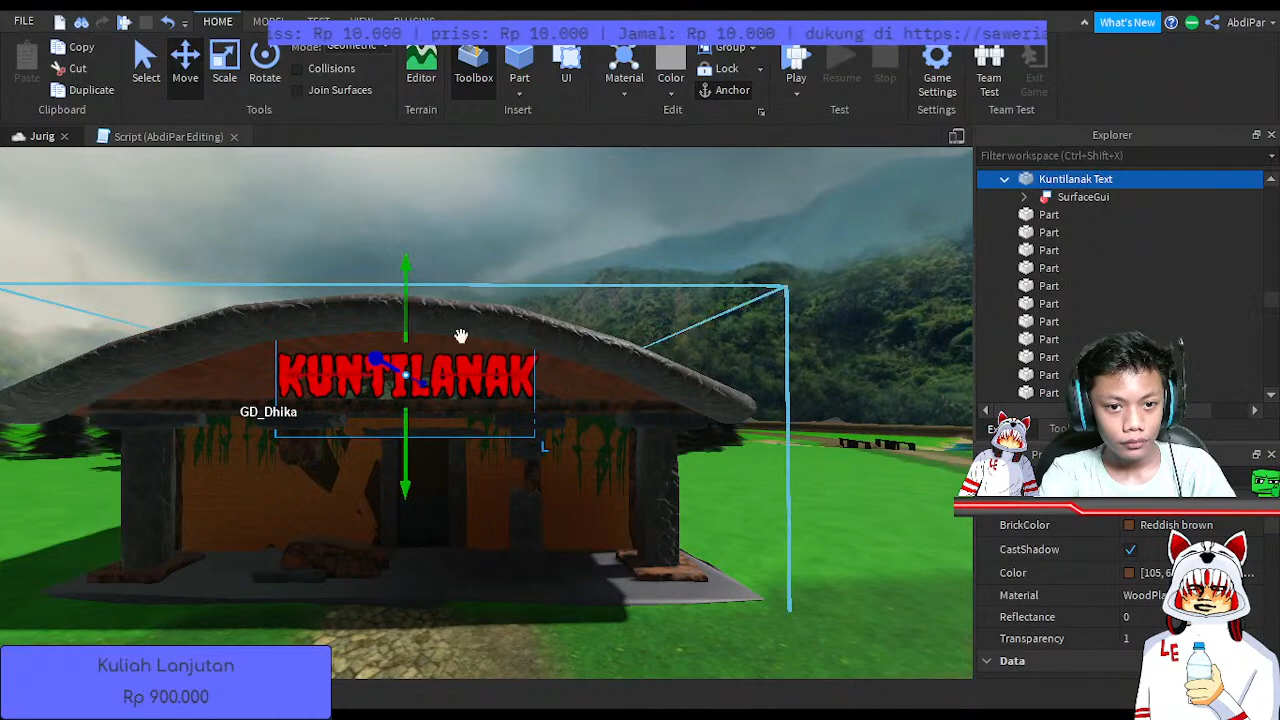 FILE
HOME
What's New
AbdiPar
iss: Rp 10.000 priss: Rp 10.000 | Jamal: Rp 10.000 | dukung di https://saweria
Paste
Copy
Cut
Duplicate
Clipboard
Select
Move
Scale
Rotate
Mode: Geometric
Collisions
Join Surfaces
Tools
Editor
Terrain
Toolbox
Part
UI
Insert
Material
Color
Group
Lock
Anchor
Edit
Play
Resume
Stop
Test
Game Settings
Settings
Team Test
Exit Game
Team Test
Jurig
Script (AbdiPar Editing)
Explorer
Filter workspace (Ctrl+Shift+X)
Kuntilanak Text
SurfaceGui
Part
Part
Part
Part
Part
Part
Part
Part
Part
Part
Part
KUNTILANAK
GD_Dhika
L
LE
BrickColor
Reddish brown
CastShadow
Color
Material
Reflectance
0
Transparency
1
Data
LE
Kuliah Lanjutan
Rp 900.000